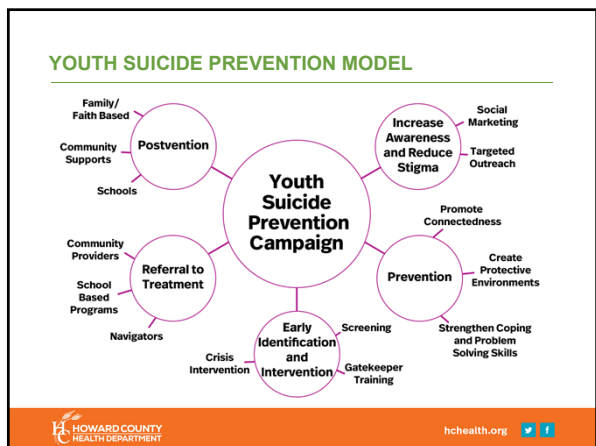 YOUTH SUICIDE PREVENTION MODEL
Family/
Faith Based
Community
Supports
Schools
Postvention
Increase
Awareness
and Reduce
Stigma
Social
Marketing
Targeted
Outreach
Youth
Suicide
Prevention
Campaign
Community
Providers
School
Based
Programs
Navigators
Referral to
Treatment
Prevention
Promote
Connectedness
Create
Protective
Environments
Strengthen Coping
and Problem
Solving Skills
Early
Identification
and
Intervention
Crisis
Intervention
Screening
Gatekeeper
Training
HC
HOWARD COUNTY
HEALTH DEPARTMENT
hchealth.org
f